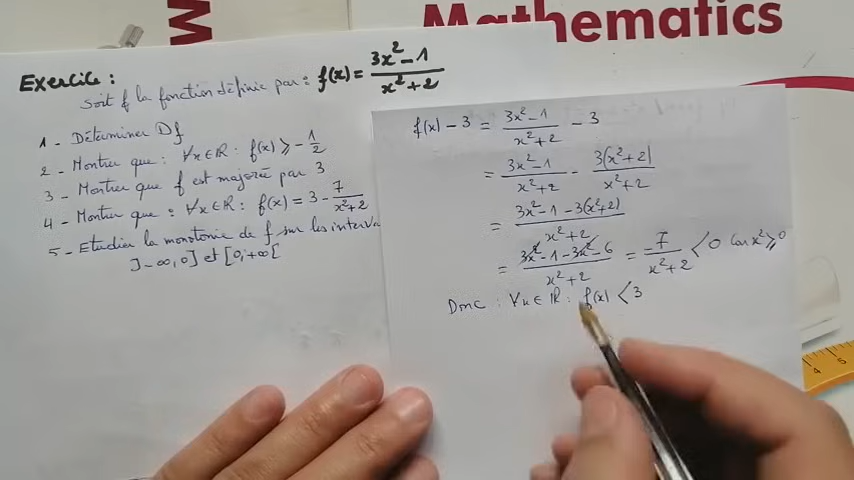 Mathematics
M
Exercice :
soit f la fonction définie par : f(x) = (3x² - 1)/(x² + 2)
1 - Déterminer Df
2 - Montrer que : ∀x∈ℝ : f(x) ⩾ -1/2
3 - Montrer que f est majorée par 3
4 - Montrer que : ∀x∈ℝ : f(x) = 3 - 7/(x²+2)
5 - Etudier la monotonie de f sur les interva
]-∞,0] et [0,+∞[
f(x) - 3 = (3x² - 1)/(x² + 2) - 3
= (3x² - 1)/(x² + 2) - 3(x² + 2)/(x² + 2)
= (3x² - 1 - 3(x² + 2))/(x² + 2)
= (3x² - 1 - 3x² - 6)/(x² + 2) = -7/(x² + 2) < 0 car x² ⩾ 0
Donc : ∀x∈ℝ : f(x) < 3
4 5